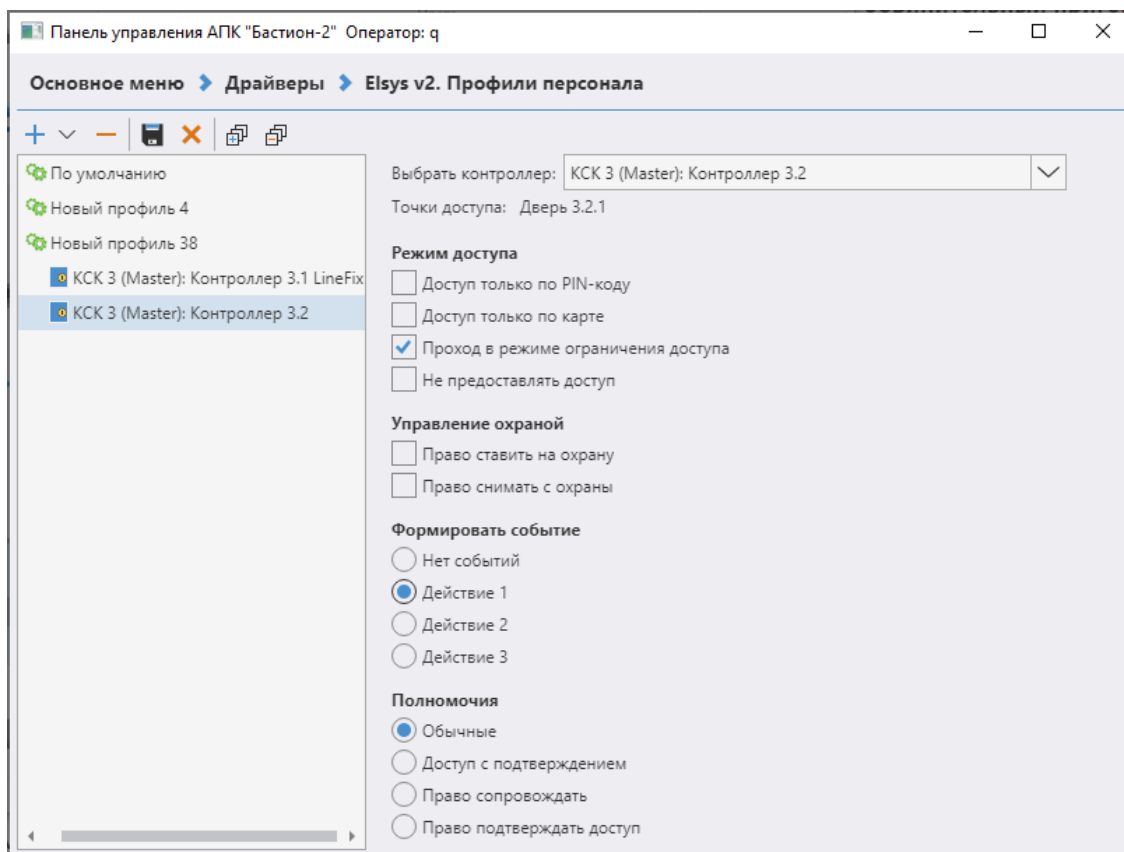 Панель управления АПК "Бастион-2" Оператор: q
Основное меню Драйверы Elsys v2. Профили персонала
По умолчанию
Новый профиль 4
Новый профиль 38
КСК 3 (Master): Контроллер 3.1 LineFix
КСК 3 (Master): Контроллер 3.2
Выбрать контроллер: КСК 3 (Master): Контроллер 3.2
Точки доступа: Дверь 3.2.1
Режим доступа
Доступ только по PIN-коду
Доступ только по карте
Проход в режиме ограничения доступа
Не предоставлять доступ
Управление охраной
Право ставить на охрану
Право снимать с охраны
Формировать событие
Нет событий
Действие 1
Действие 2
Действие 3
Полномочия
Обычные
Доступ с подтверждением
Право сопровождать
Право подтверждать доступ